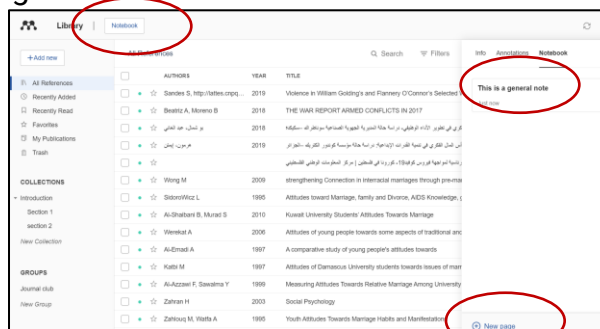 Library
Notebook
+Add new
All References
Search
Filters
Info
Annotations
Notebook
All References
Recently Added
Recently Read
Favorites
My Publications
Trash
COLLECTIONS
Introduction
Section 1
section 2
New Collection
GROUPS
Journal club
New Group
AUTHORS YEAR TITLE
Sandes S, http://lattes.cnpq... 2019 Violence in William Golding's and Flannery O'Connor's Selected
Beatriz A, Moreno B 2018 THE WAR REPORT ARMED CONFLICTS IN 2017
2018
2019
Wong M 2009 strengthening Connection in interracial marriages through pre-mar
SidoroWicz L 1995 Attitudes toward Marriage, family and Divorce, AIDS Knowledge,
Al-Shaibani B, Murad S 2010 Kuwait University Students' Attitudes Towards Marriage
Werekat A 2006 Attitudes of young people towards some aspects of traditional and
Al-Emadi A 1997 A comparative study of young people's attitudes towards
Katbi M 1997 Attitudes of Damascus University students towards issues of marr
Al-Azzawi F, Sawalma Y 1999 Measuring Attitudes Towards Relative Marriage Among University
Zahran H 2003 Social Psychology
Zahlouq M, Watfa A 1995 Youth Attitudes Towards Marriage Habits and Manifestation
This is a general note
Just now
New page